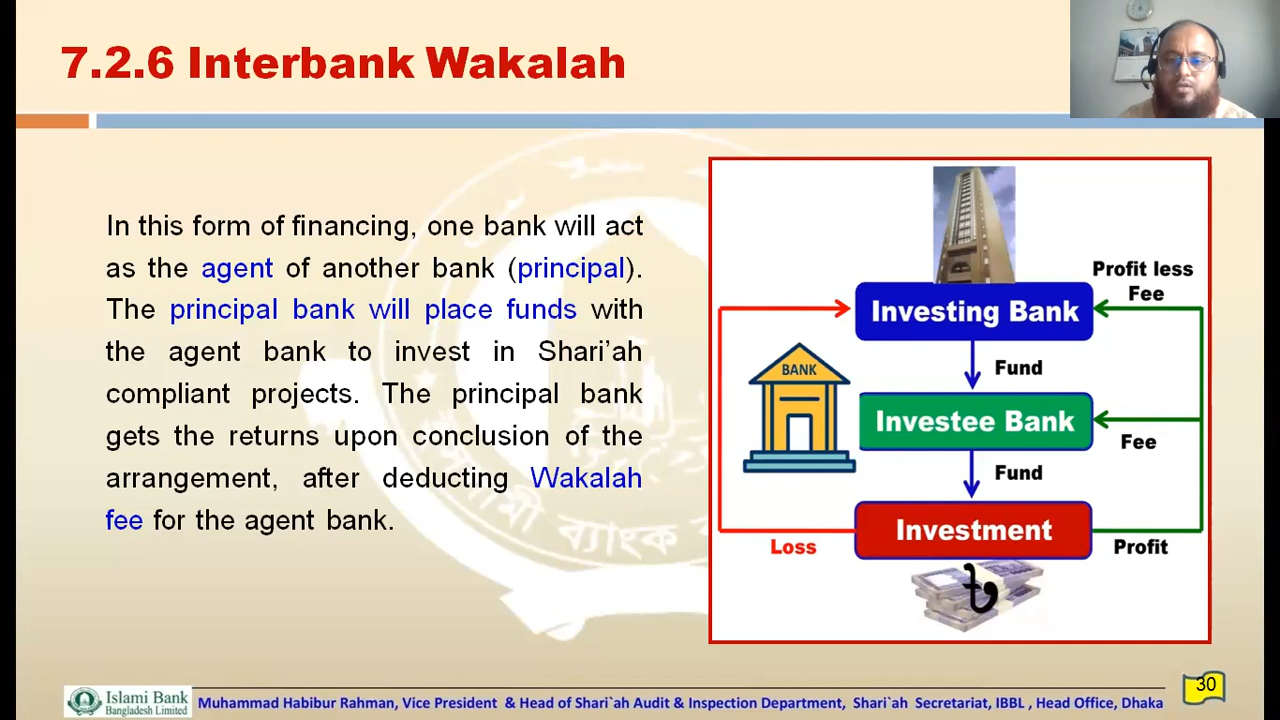 7.2.6 Interbank Wakalah
In this form of financing, one bank will act
as the agent of another bank (principal).
The principal bank will place funds with
the agent bank to invest in Shari’ah
compliant projects. The principal bank
gets the returns upon conclusion of the
arrangement, after deducting Wakalah
fee for the agent bank.
Profit less
Fee
Investing Bank
Fund
BANK
Investee Bank
Fee
Fund
Investment
Loss
Profit
৳
Islami Bank
Bangladesh Limited
Muhammad Habibur Rahman, Vice President & Head of Shari`ah Audit & Inspection Department, Shari`ah Secretariat, IBBL , Head Office, Dhaka
30